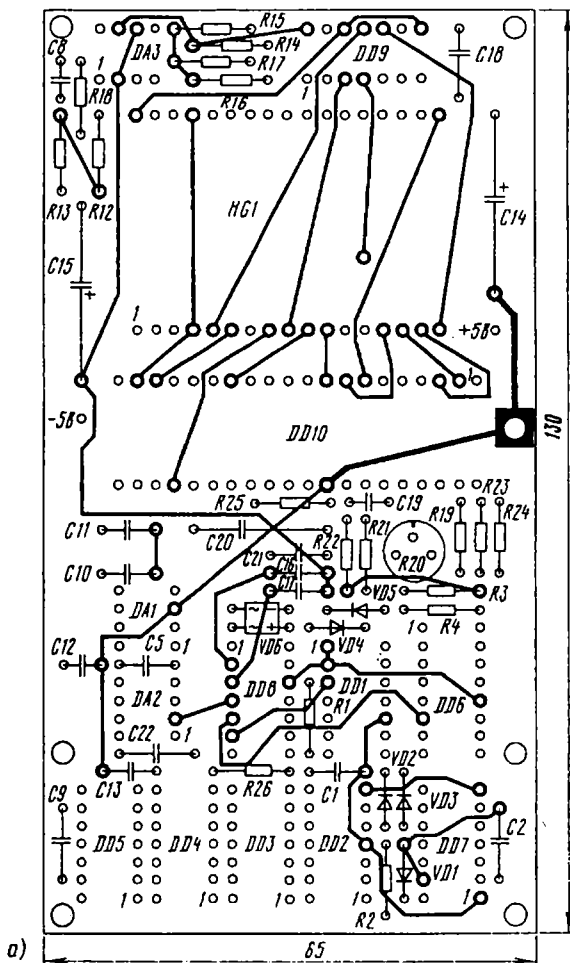 C8
1
DA3
R15
R14
R17
R16
DD9
1
C18
R18
R13
R12
C15
+
HG1
C14
+
1
+5В
-5В
1
DD10
130
R25
C19
R23
C11
C20
R22
R21
R19
R24
C10
C21
C16
C17
R20
DA1
VD5
R3
C12
C5
1
~
~
- +
1
VD6
VD4
1
1
R4
DA2
DD8
R1
DD1
DD6
1
C22
C13
R26
C1
VD2
VD3
C9
DD5
DD4
DD3
DD2
DD7
C2
VD1
1
1
1
1
R2
1
а)
65